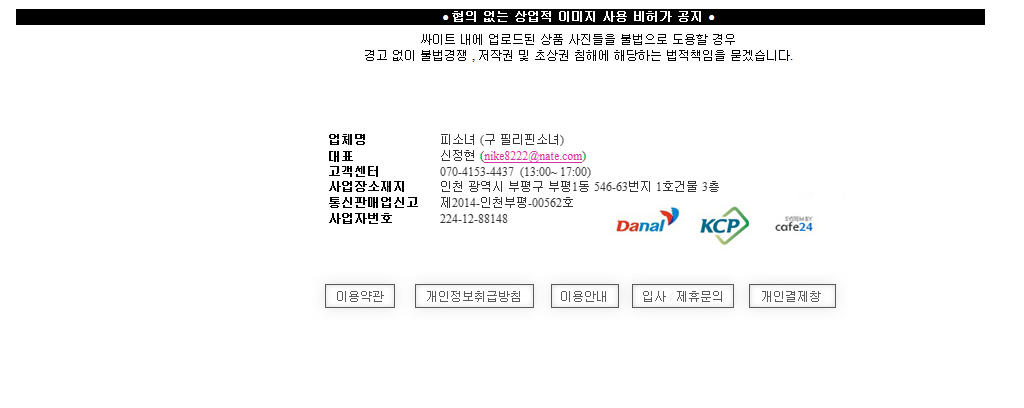 ● 협의 없는 상업적 이미지 사용 비허가 공지 ●
싸이트 내에 업로드된 상품 사진들을 불법으로 도용할 경우
경고 없이 불법경쟁 , 저작권 및 초상권 침해에 해당하는 법적책임을 묻겠습니다.
업체명 피소녀 (구 필리핀소녀)
대표 신정현 (nike8222@nate.com)
고객센터 070-4153-4437 (13:00~ 17:00)
사업장소재지 인천 광역시 부평구 부평1동 546-63번지 1호건물 3층
통신판매업신고 제2014-인천부평-00562호
사업자번호 224-12-88148
Danal KCP SYSTEM BY
cafe24
이용약관 개인정보취급방침 이용안내 입사 제휴문의 개인결제창